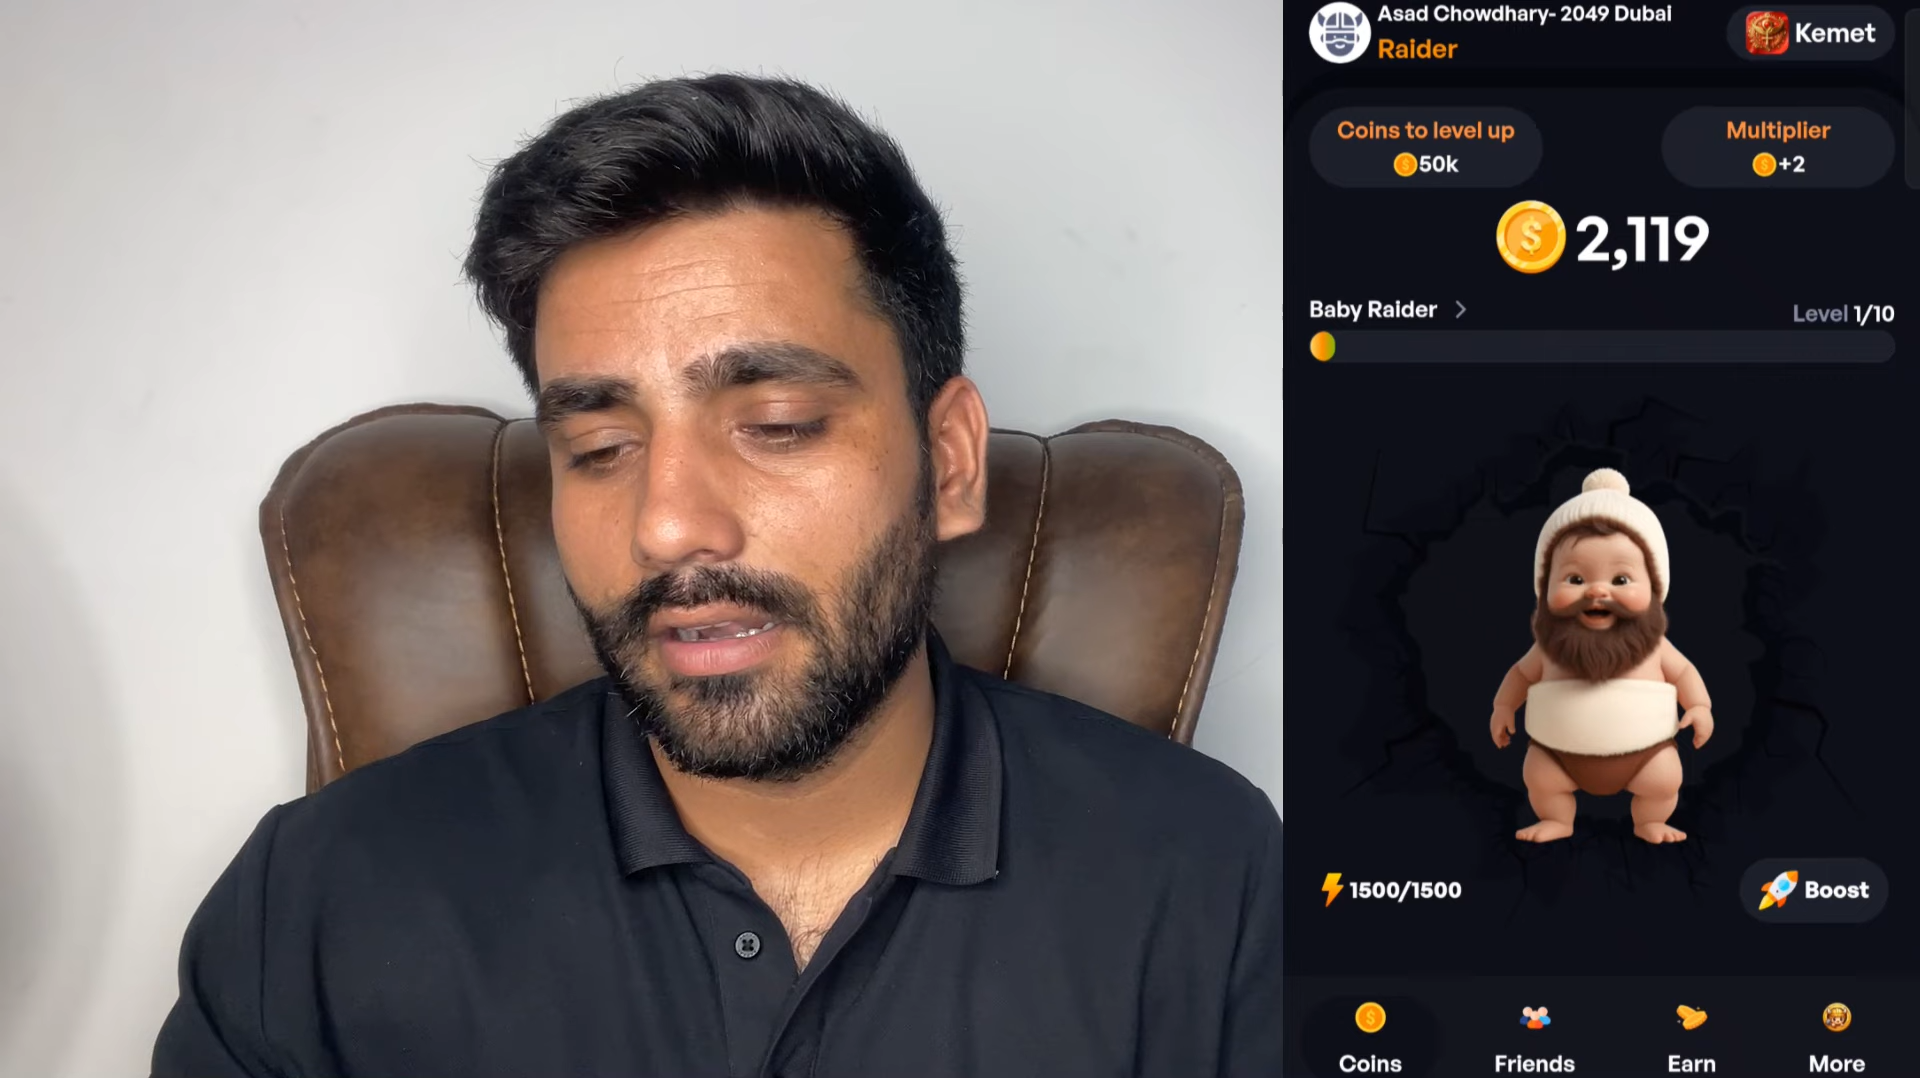 Asad Chowdhary- 2049 Dubai
Raider
Kemet
Coins to level up
50k
Multiplier
+2
2,119
Baby Raider
Level 1/10
1500/1500
Boost
Coins
Friends
Earn
More